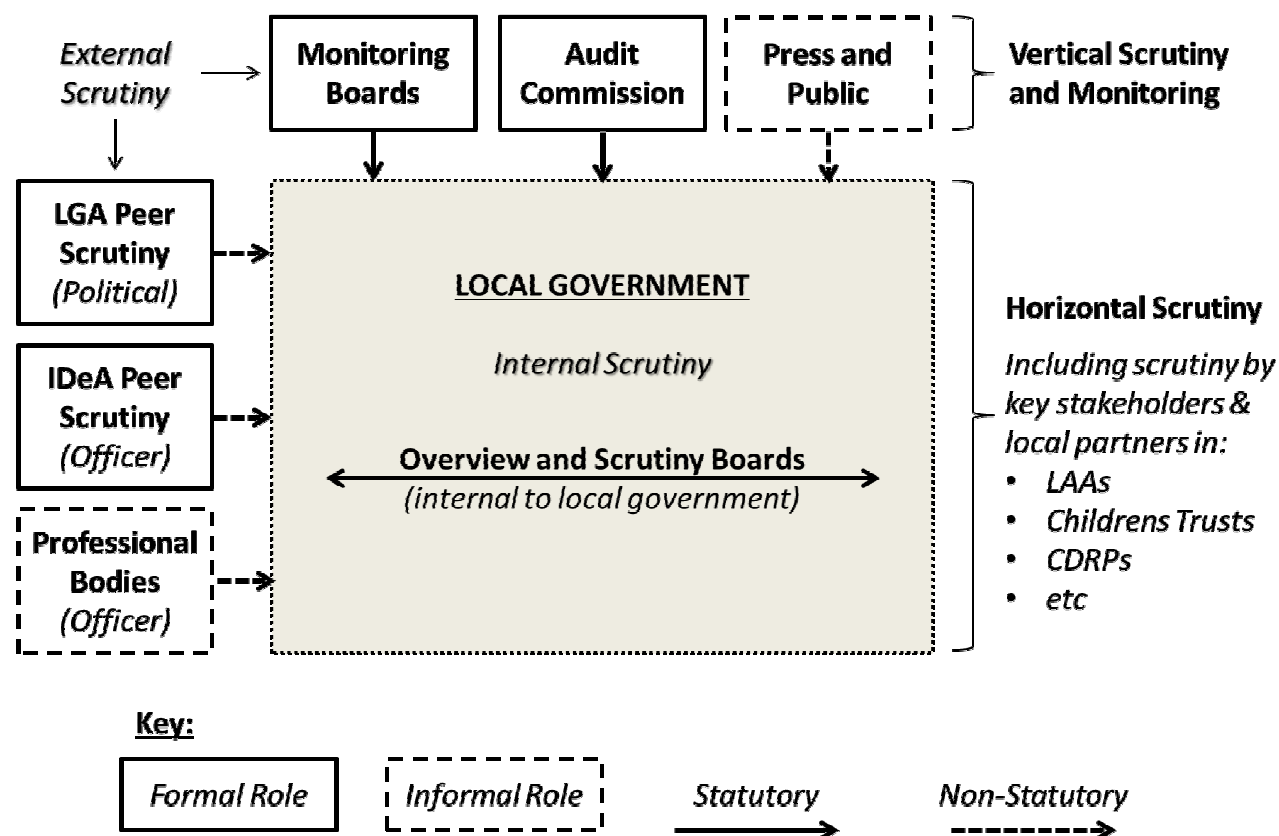 External
Scrutiny
Monitoring
Boards
Audit
Commission
Press and
Public
Vertical Scrutiny
and Monitoring
LGA Peer
Scrutiny
(Political)
IDeA Peer
Scrutiny
(Officer)
Professional
Bodies
(Officer)
LOCAL GOVERNMENT
Internal Scrutiny
Overview and Scrutiny Boards
(internal to local government)
Horizontal Scrutiny
Including scrutiny by
key stakeholders &
local partners in:
• LAAs
• Childrens Trusts
• CDRPs
• etc
Key:
Formal Role
Informal Role
Statutory
Non-Statutory